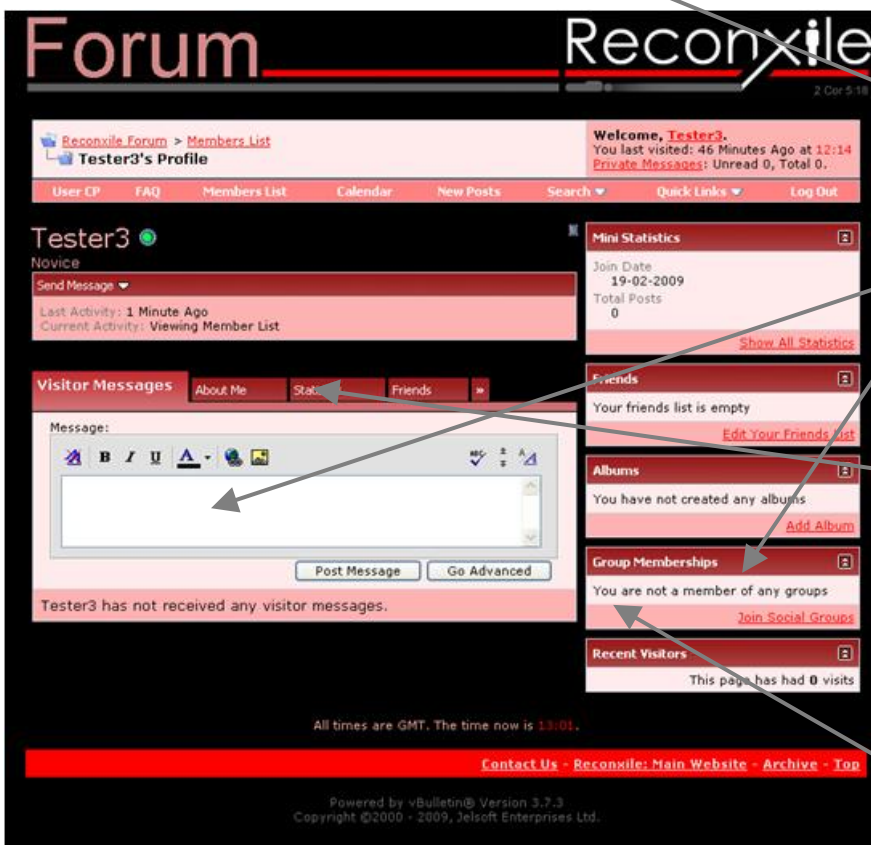 Forum
Reconxile
2 Cor 5:18
Reconxile Forum > Members List
Tester3's Profile
Welcome, Tester3.
You last visited: 46 Minutes Ago at 12:14
Private Messages: Unread 0, Total 0.
User CP FAQ Members List Calendar New Posts Search Quick Links Log Out
Tester3
Novice
Send Message
Last Activity: 1 Minute Ago
Current Activity: Viewing Member List
Visitor Messages About Me Friends »
Message:
B I U A ABC A
Post Message Go Advanced
Tester3 has not received any visitor messages.
Mini Statistics
Join Date
19-02-2009
Total Posts
0
Show All Statistics
Friends
Your friends list is empty
Edit Your Friends List
Albums
You have not created any albums
Add Album
Group Memberships
You are not a member of any groups
Join Social Groups
Recent Visitors
This page has had 0 visits
All times are GMT. The time now is 13:01.
Contact Us - Reconxile: Main Website - Archive - Top
Powered by vBulletin® Version 3.7.3
Copyright ©2000 - 2009, Jelsoft Enterprises Ltd.